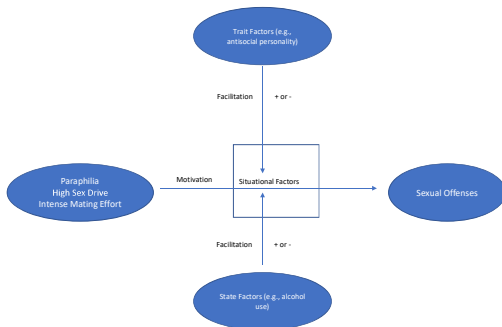 Trait Factors (e.g.,
antisocial personality)
Facilitation + or -
Paraphilia
High Sex Drive
Intense Mating Effort
Motivation
Situational Factors
Sexual Offenses
Facilitation + or -
State Factors (e.g., alcohol
use)